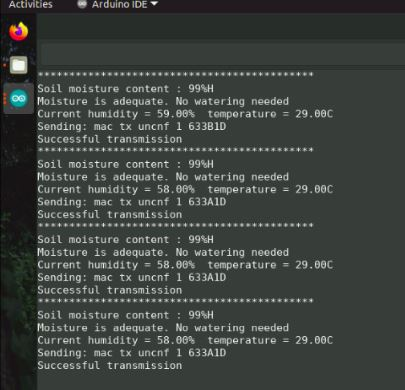 Activities Arduino IDE
********************************************
Soil moisture content : 99%H
Moisture is adequate. No watering needed
Current humidity = 59.00%  temperature = 29.00C
Sending: mac tx uncnf 1 633B1D
Successful transmission
********************************************
Soil moisture content : 99%H
Moisture is adequate. No watering needed
Current humidity = 58.00%  temperature = 29.00C
Sending: mac tx uncnf 1 633A1D
Successful transmission
********************************************
Soil moisture content : 99%H
Moisture is adequate. No watering needed
Current humidity = 58.00%  temperature = 29.00C
Sending: mac tx uncnf 1 633A1D
Successful transmission
********************************************
Soil moisture content : 99%H
Moisture is adequate. No watering needed
Current humidity = 58.00%  temperature = 29.00C
Sending: mac tx uncnf 1 633A1D
Successful transmission